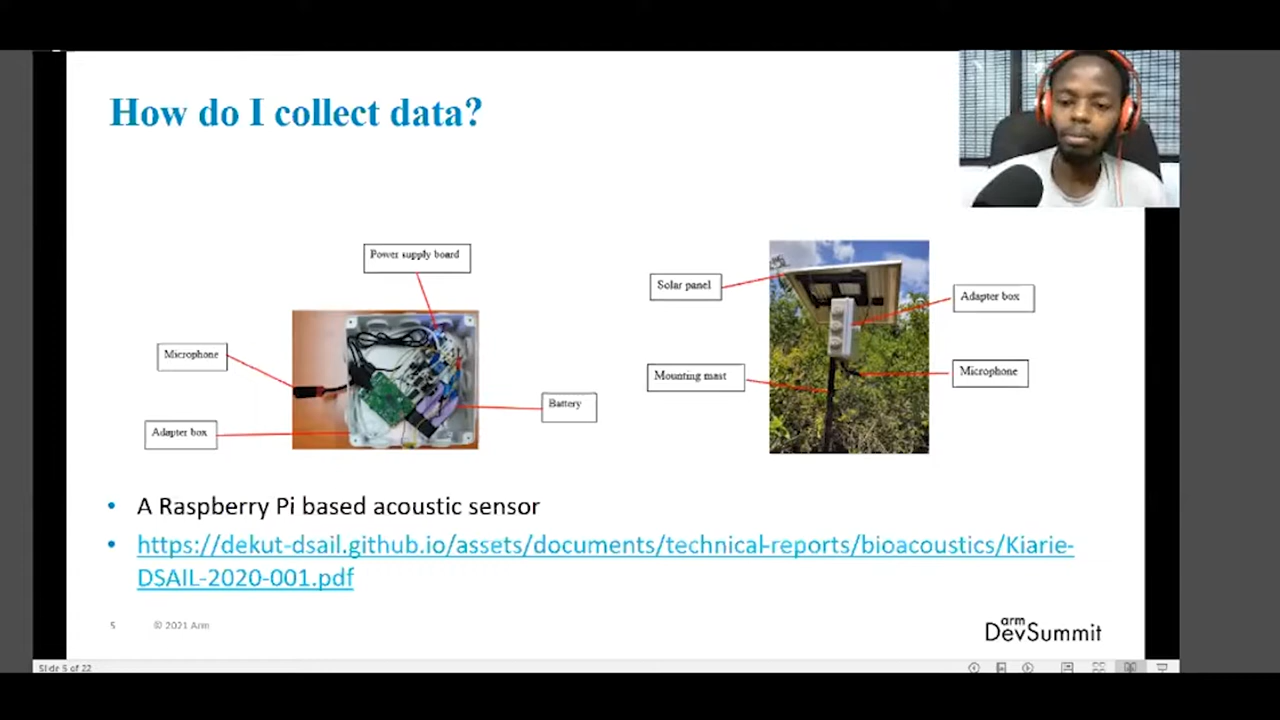 How do I collect data?
Power supply board
Microphone
Adapter box
Battery
Solar panel
Adapter box
Mounting mast
Microphone
• A Raspberry Pi based acoustic sensor
• https://dekut-dsail.github.io/assets/documents/technical-reports/bioacoustics/Kiarie-
DSAIL-2020-001.pdf
5 © 2021 Arm
arm
DevSummit
Slide 5 of 22